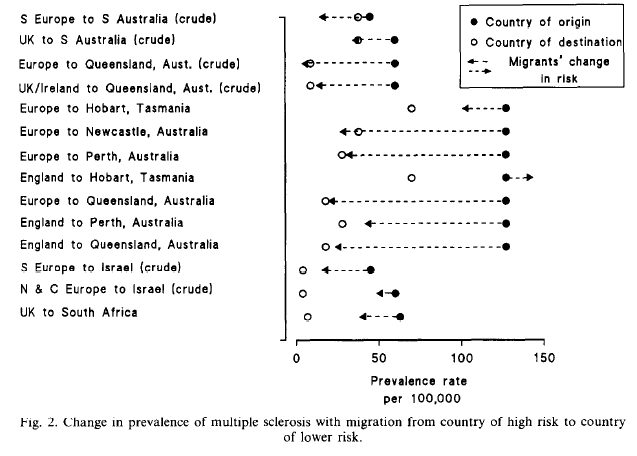 S Europe to S Australia (crude)
UK to S Australia (crude)
Europe to Queensland, Aust. (crude)
UK/Ireland to Queensland, Aust. (crude)
Europe to Hobart, Tasmania
Europe to Newcastle, Australia
Europe to Perth, Australia
England to Hobart, Tasmania
Europe to Queensland, Australia
England to Perth, Australia
England to Queensland, Australia
S Europe to Israel (crude)
N & C Europe to Israel (crude)
UK to South Africa
Country of origin
Country of destination
Migrants' change
in risk
0 50 100 150
Prevalence rate
per 100,000
Fig. 2. Change in prevalence of multiple sclerosis with migration from country of high risk to country
of lower risk.